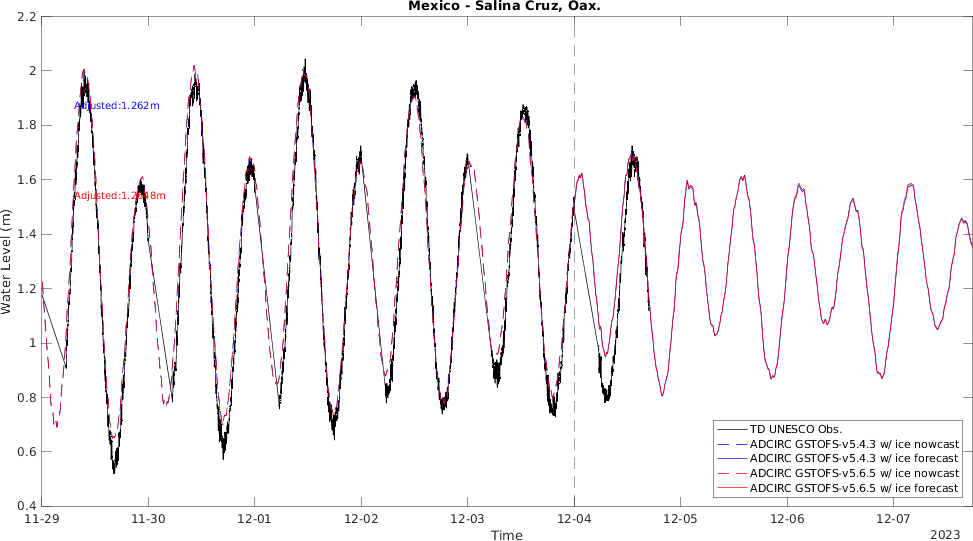 Mexico - Salina Cruz, Oax.
2.2
2
1.8
1.6
1.4
1.2
1
0.8
0.6
0.4
Water Level (m)
Adjusted:1.262m
TD UNESCO Obs.
ADCIRC GSTOFS-v5.4.3 w/ ice nowcast
ADCIRC GSTOFS-v5.4.3 w/ ice forecast
ADCIRC GSTOFS-v5.6.5 w/ ice nowcast
ADCIRC GSTOFS-v5.6.5 w/ ice forecast
11-29 11-30 12-01 12-02 12-03 12-04 12-05 12-06 12-07
Time
2023